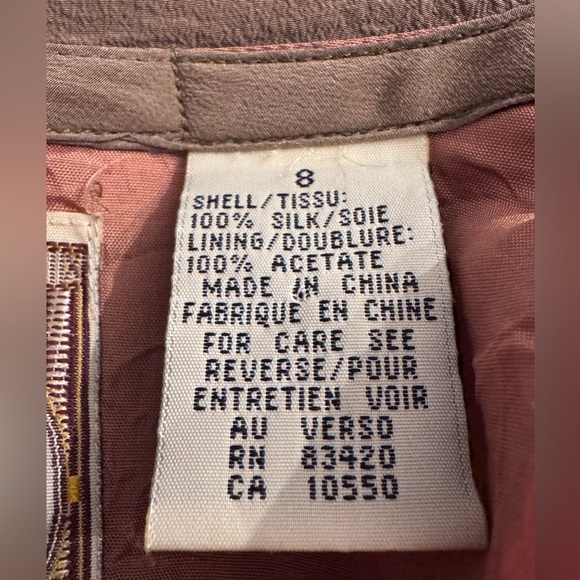 8
SHELL/TISSU:
100% SILK/SOIE
LINING/DOUBLURE:
100% ACETATE
MADE IN CHINA
FABRIQUE EN CHINE
FOR CARE SEE
REVERSE/POUR
ENTRETIEN VOIR
AU VERSO
RN 83420
CA 10550